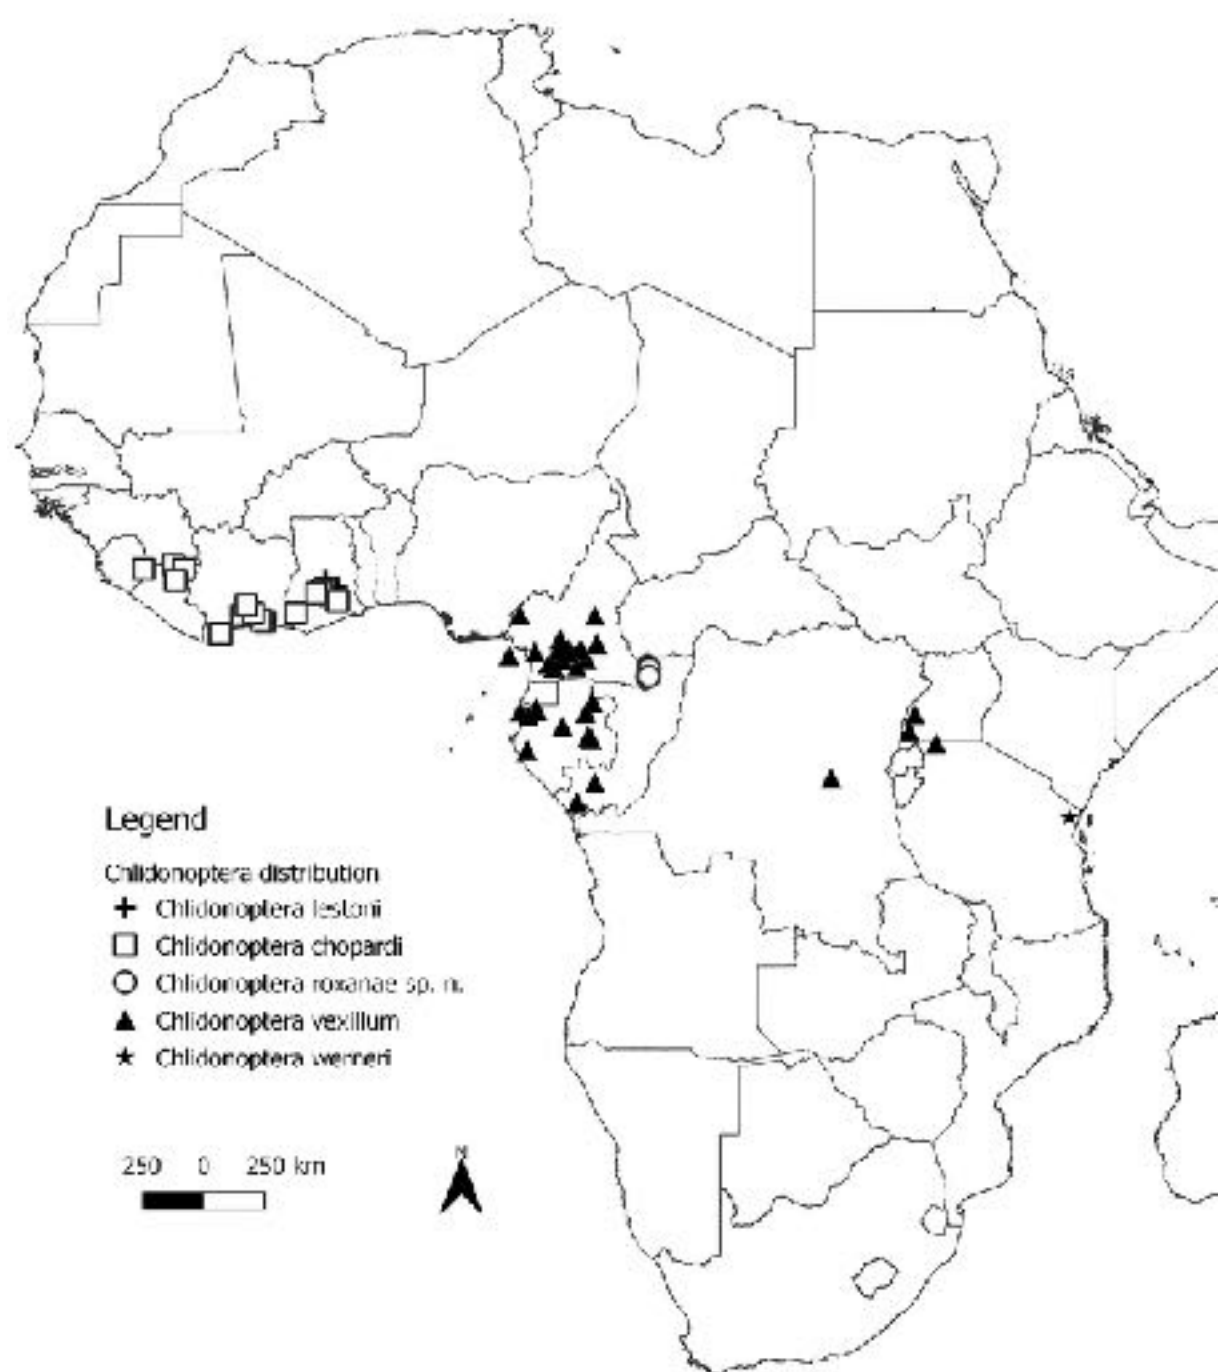 Legend
Chlidonoptera distribution
Chlidonoptera lestoni
Chlidonoptera chopardi
Chlidonoptera roxanae sp. n.
Chlidonoptera vexillum
Chlidonoptera werneri
N
250 0 250 km